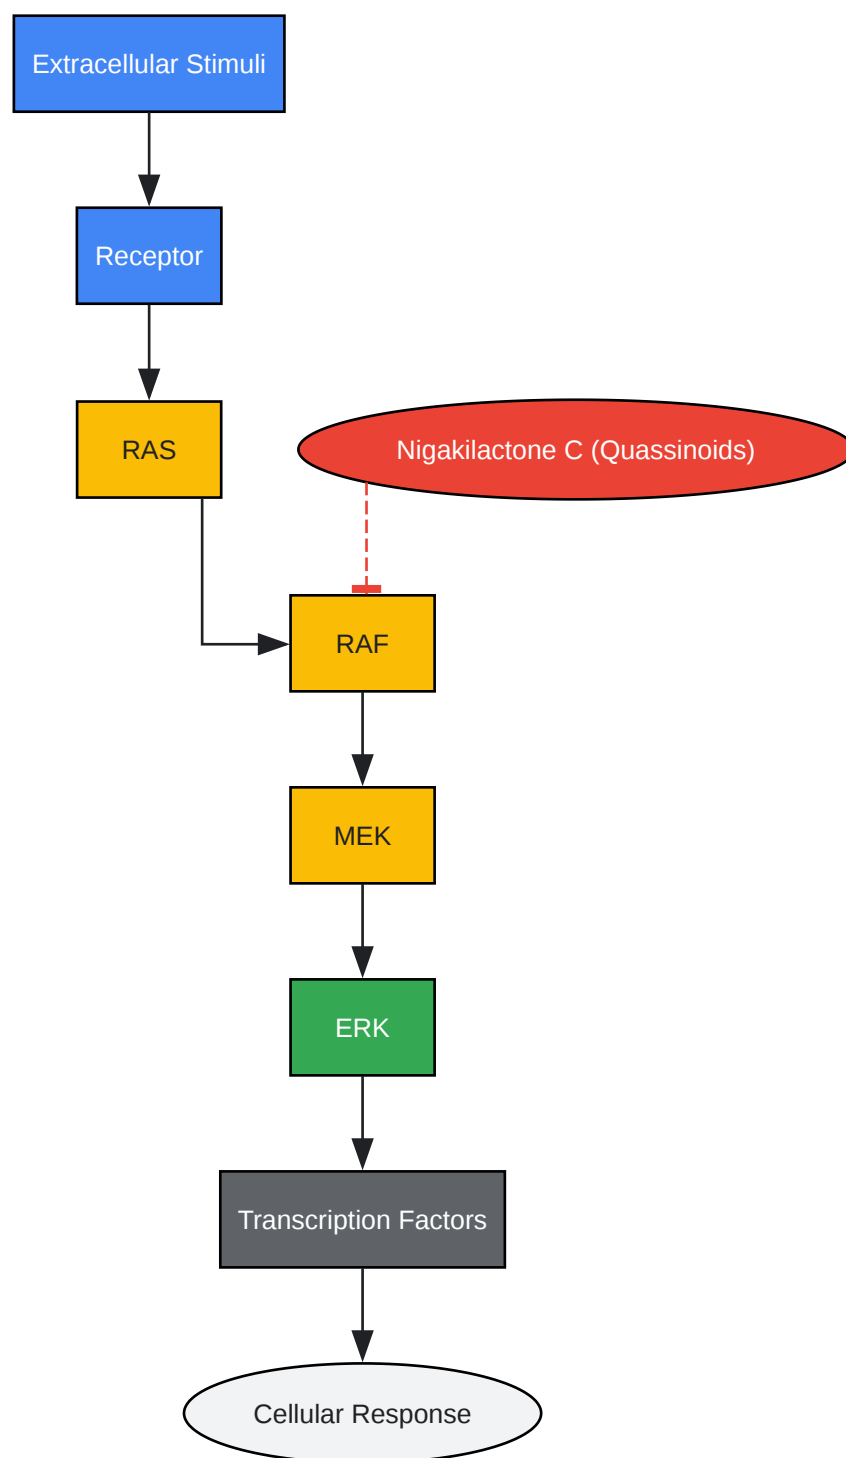 Extracellular Stimuli
Receptor
RAS
Nigakilactone C (Quassinoids)
RAF
MEK
ERK
Transcription Factors
Cellular Response